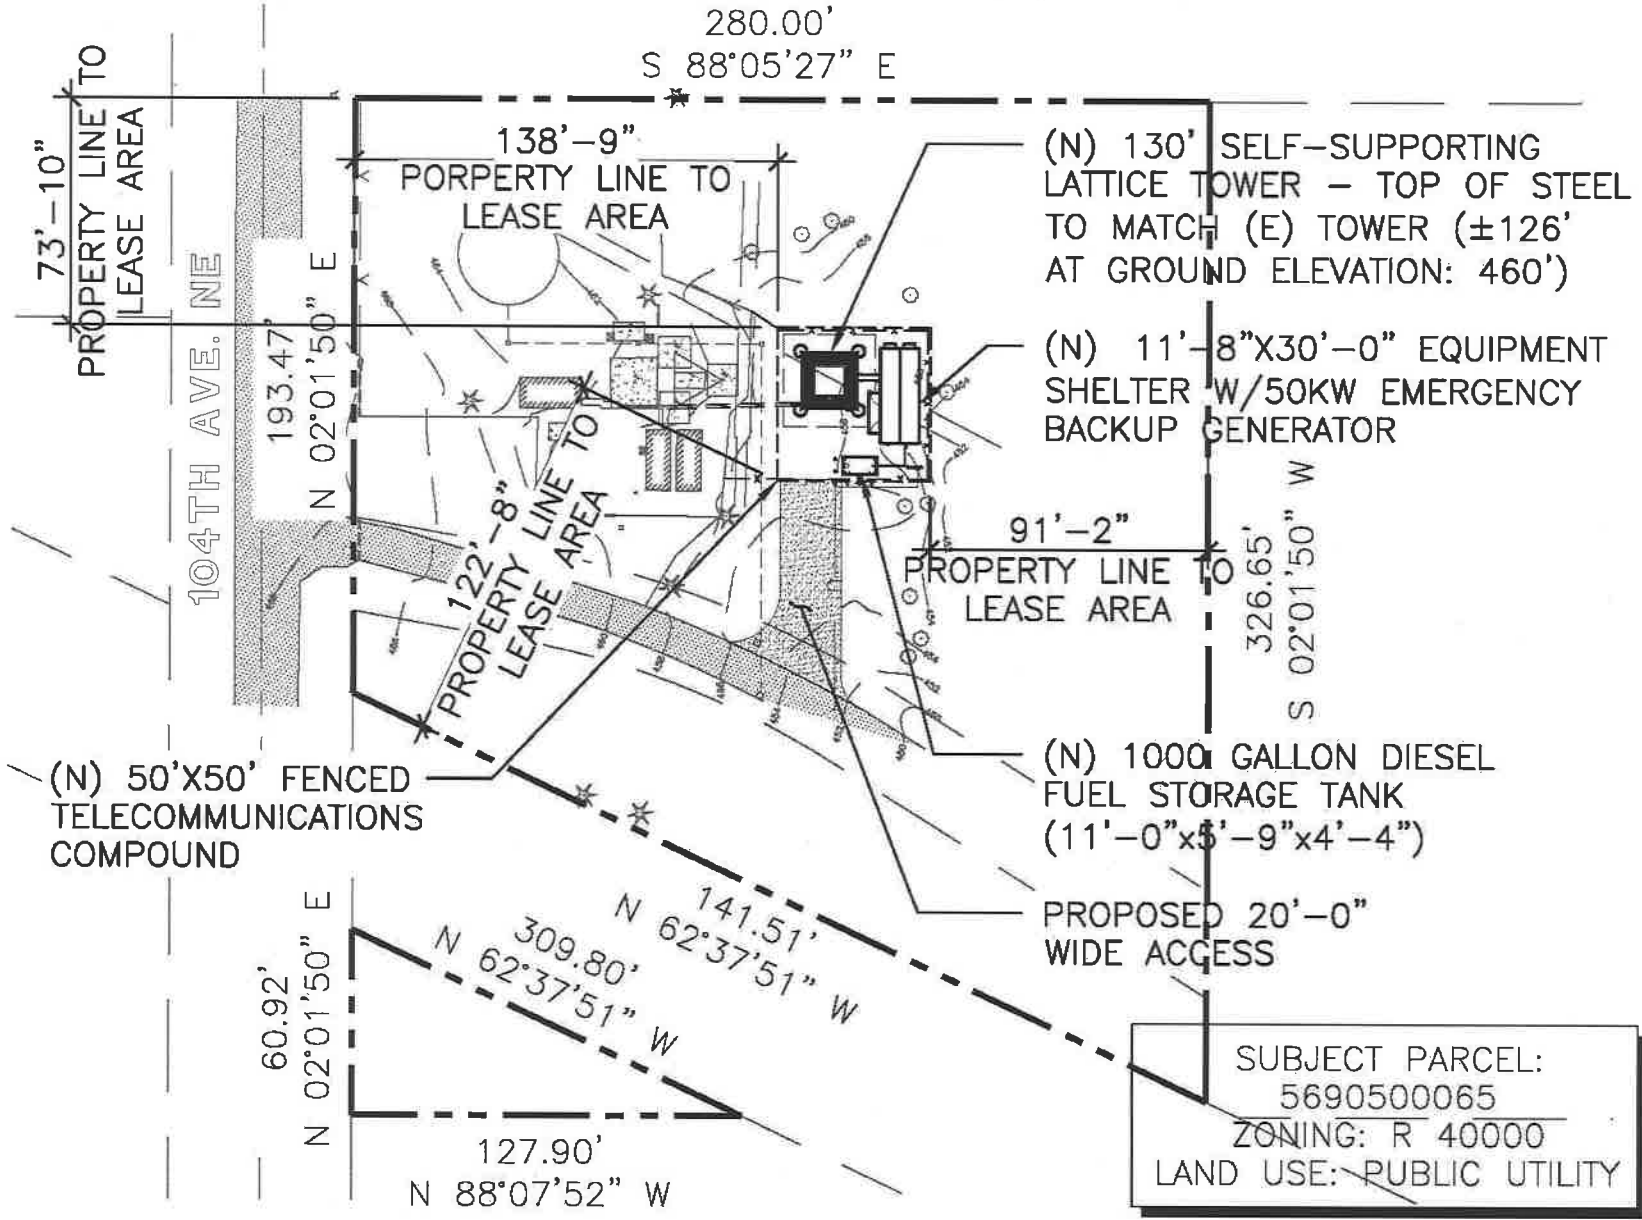 280.00'
S 88°05'27" E
73'-10"
PROPERTY LINE TO
LEASE AREA
138'-9"
PORPERTY LINE TO
LEASE AREA
(N) 130' SELF-SUPPORTING
LATTICE TOWER – TOP OF STEEL
TO MATCH (E) TOWER (±126'
AT GROUND ELEVATION: 460')
104TH AVE. NE
193.47'
N 02°01'50" E
(N) 11'-8"X30'-0" EQUIPMENT
SHELTER W/50KW EMERGENCY
BACKUP GENERATOR
122'-8"
PROPERTY LINE TO
LEASE AREA
91'-2"
PROPERTY LINE TO
LEASE AREA
326.65'
S 02°01'50" W
(N) 50'X50' FENCED
TELECOMMUNICATIONS
COMPOUND
(N) 1000 GALLON DIESEL
FUEL STORAGE TANK
(11'-0"x5'-9"x4'-4")
PROPOSED 20'-0"
WIDE ACCESS
141.51'
N 62°37'51" W
309.80'
N 62°37'51" W
60.92'
N 02°01'50" E
127.90'
N 88°07'52" W
SUBJECT PARCEL:
5690500065
ZONING: R 40000
LAND USE: PUBLIC UTILITY